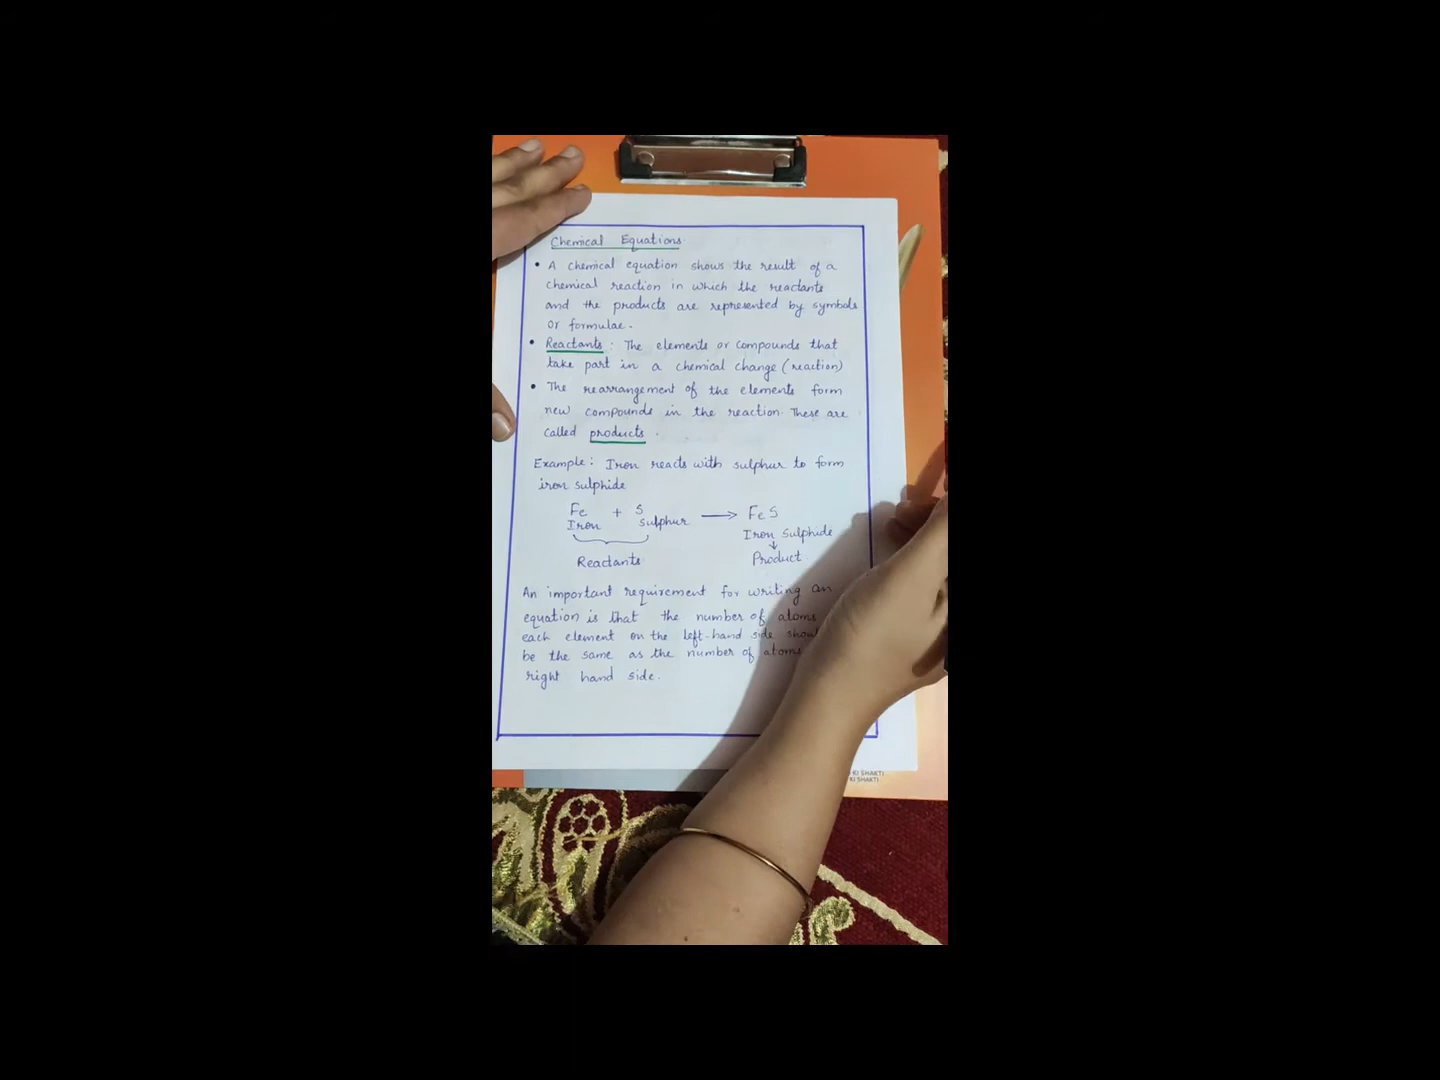 Chemical Equations
• A chemical equation shows the result of a
chemical reaction in which the reactants
and the products are represented by symbols
or formulae.
• Reactants : The elements or compounds that
take part in a chemical change (reaction)
• The rearrangement of the elements form
new compounds in the reaction. These are
called products.
Example: Iron reacts with sulphur to form
iron sulphide
Fe + S ⟶ FeS
Iron Sulphur
Iron Sulphide
↓
Reactants Product
An important requirement for writing an
equation is that the number of atoms
each element on the left-hand side
be the same as the number of atoms
right hand side.
KI SHAKTI
KI SHAKTI